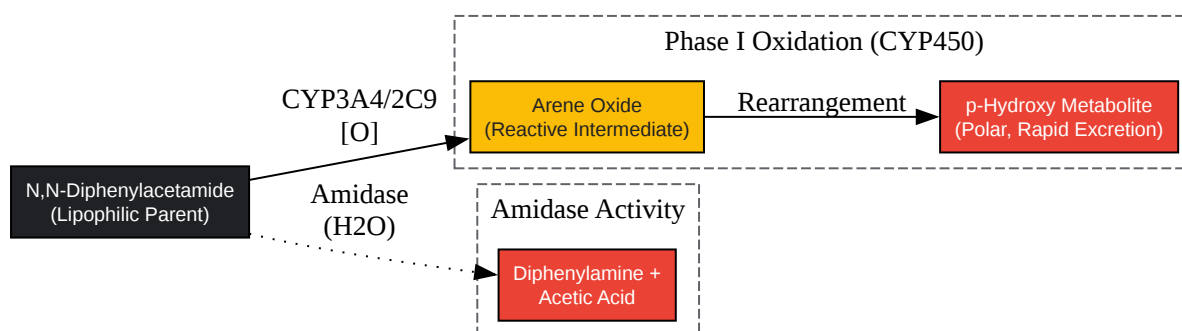 Phase I Oxidation (CYP450)
CYP3A4/2C9
[O]
Arene Oxide
(Reactive Intermediate)
Rearrangement
p-Hydroxy Metabolite
(Polar, Rapid Excretion)
N,N-Diphenylacetamide
(Lipophilic Parent)
Amidase
(H2O)
Amidase Activity
Diphenylamine +
Acetic Acid